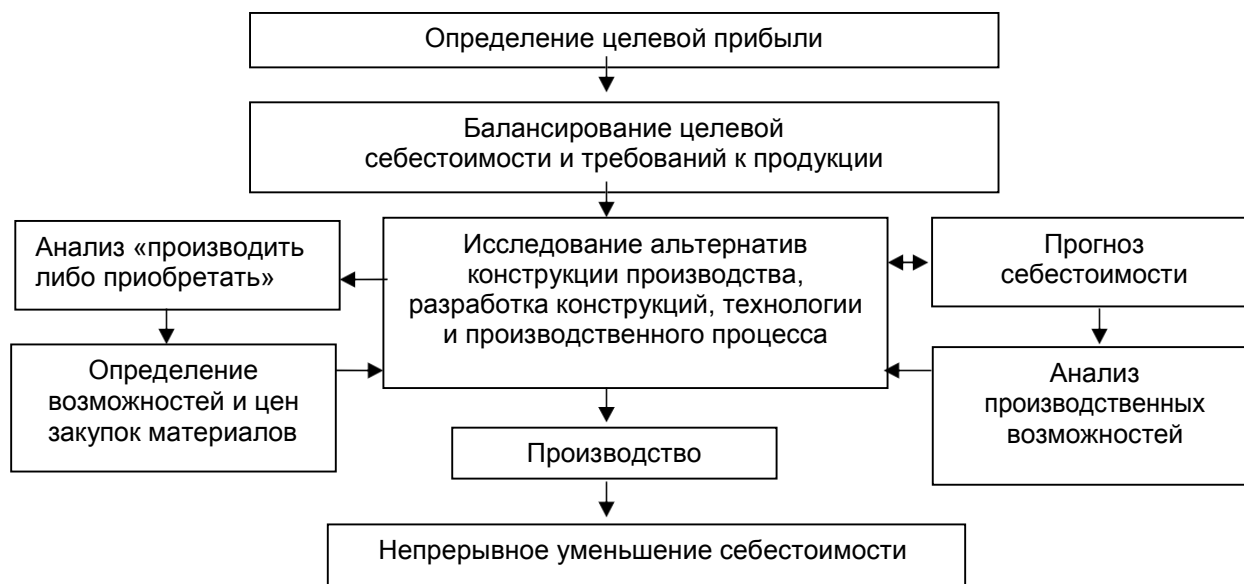 Определение целевой прибыли
Балансирование целевой
себестоимости и требований к продукции
Анализ «производить
либо приобретать»
Исследование альтернатив
конструкции производства,
разработка конструкций, технологии
и производственного процесса
Прогноз
себестоимости
Определение
возможностей и цен
закупок материалов
Анализ
производственных
возможностей
Производство
Непрерывное уменьшение себестоимости